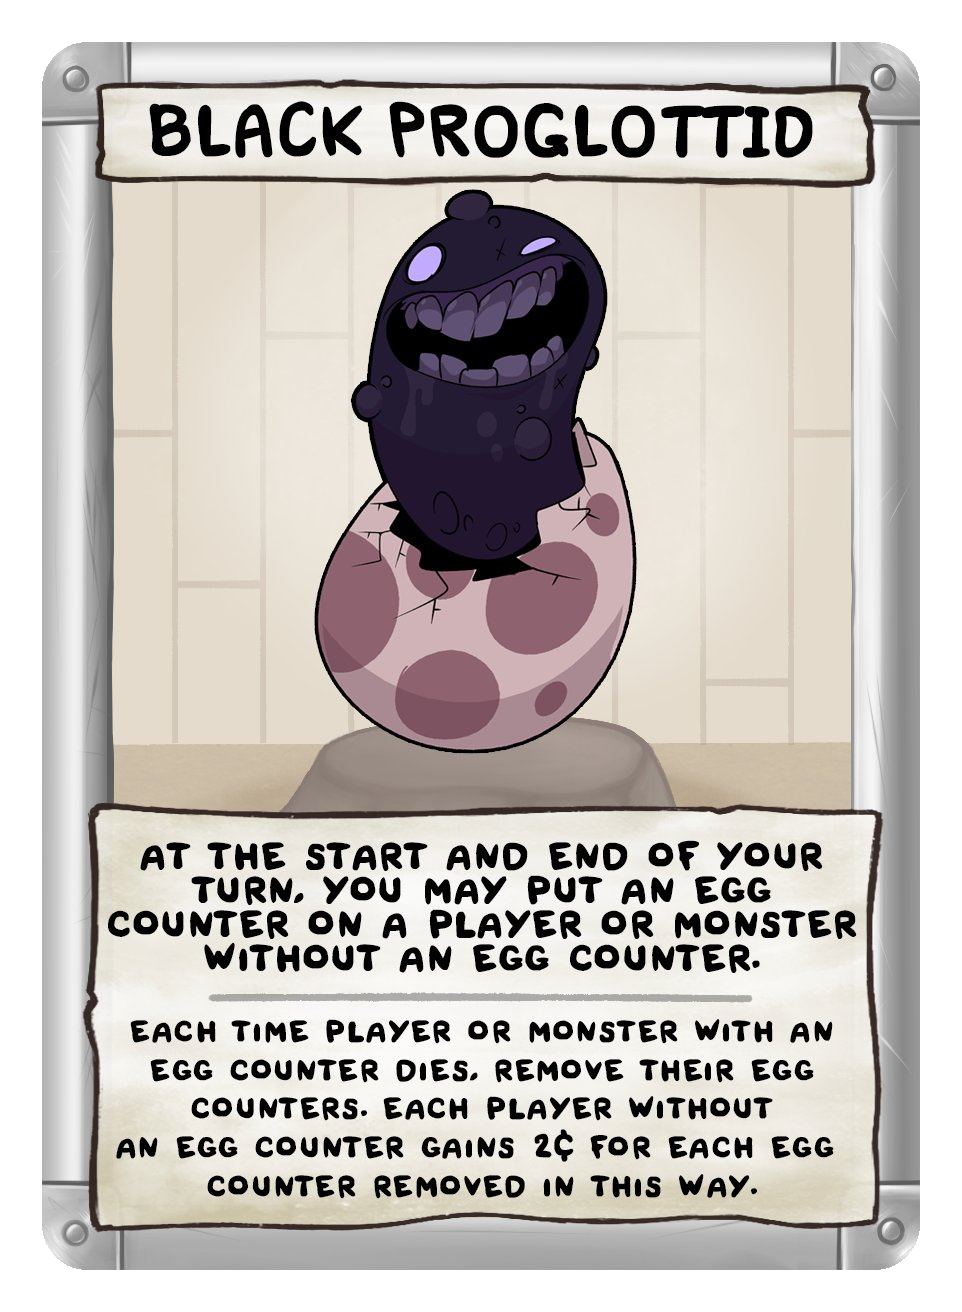 BLACK PROGLOTTID
AT THE START AND END OF YOUR
TURN, YOU MAY PUT AN EGG
COUNTER ON A PLAYER OR MONSTER
WITHOUT AN EGG COUNTER.
EACH TIME PLAYER OR MONSTER WITH AN
EGG COUNTER DIES, REMOVE THEIR EGG
COUNTERS. EACH PLAYER WITHOUT
AN EGG COUNTER GAINS 2¢ FOR EACH EGG
COUNTER REMOVED IN THIS WAY.